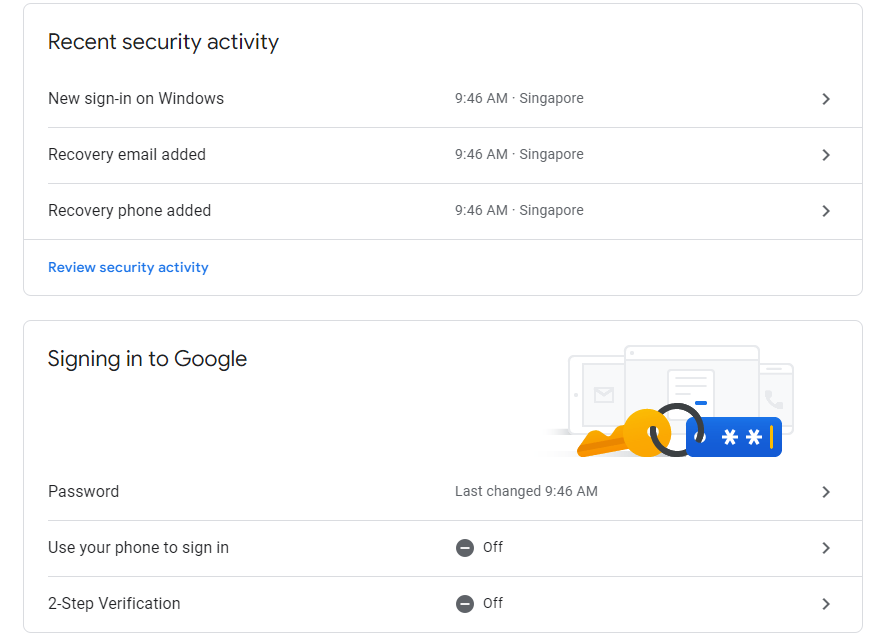 Recent security activity
New sign-in on Windows 9:46 AM · Singapore
Recovery email added 9:46 AM · Singapore
Recovery phone added 9:46 AM · Singapore
Review security activity
Signing in to Google
**
Password Last changed 9:46 AM
Use your phone to sign in Off
2-Step Verification Off